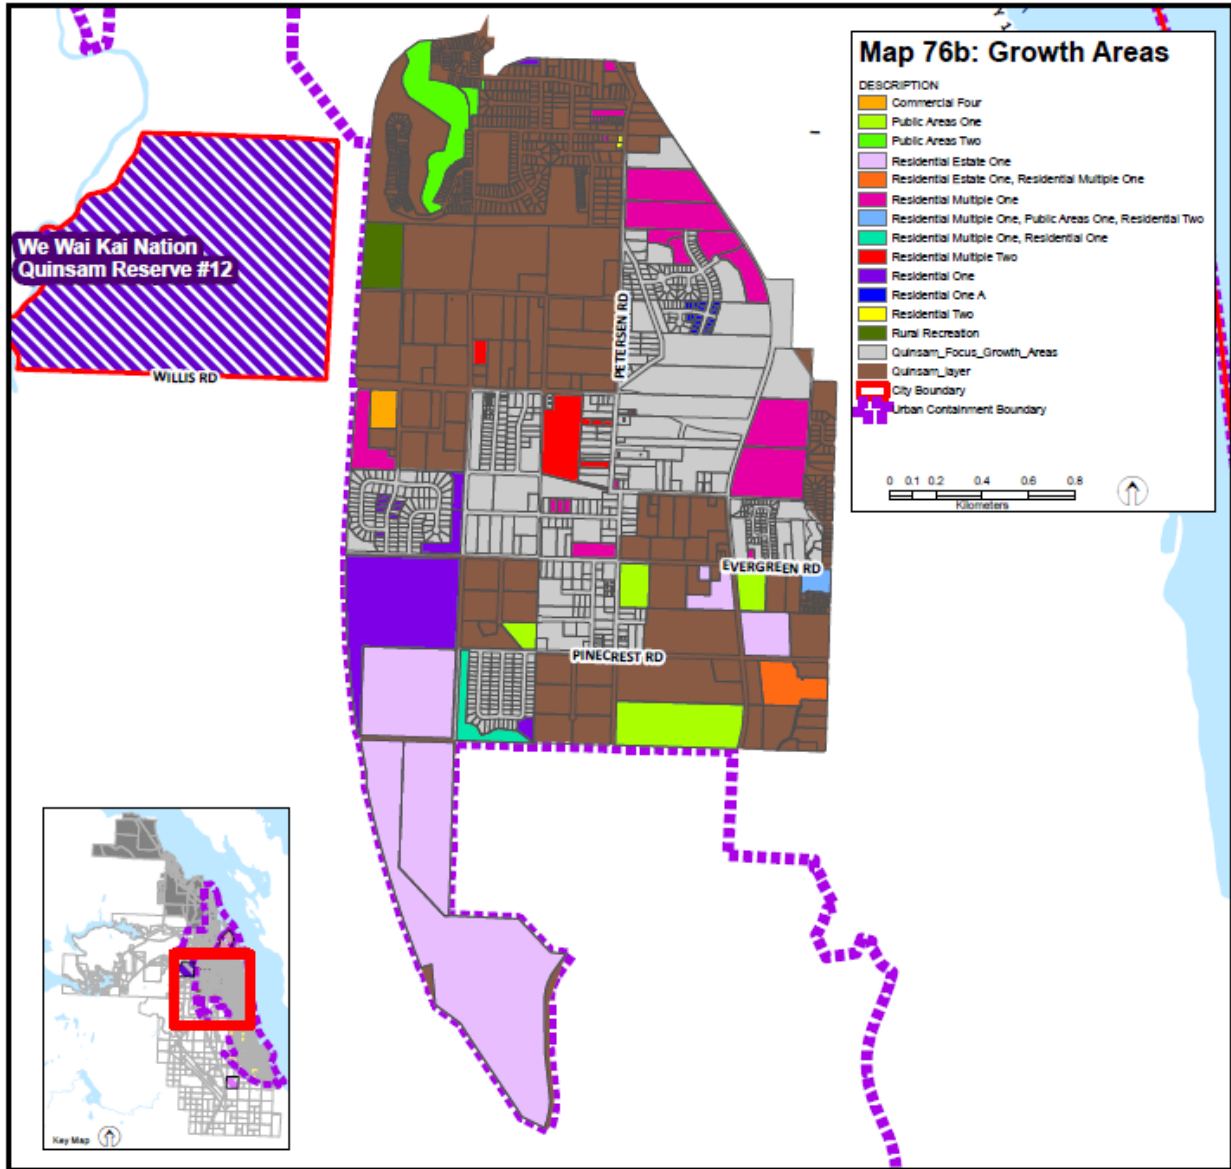 Map 76b: Growth Areas
DESCRIPTION
Commercial Four
Public Areas One
Public Areas Two
Residential Estate One
Residential Estate One, Residential Multiple One
Residential Multiple One
Residential Multiple One, Public Areas One, Residential Two
Residential Multiple One, Residential One
Residential Multiple Two
Residential One
Residential One A
Residential Two
Rural Recreation
Quinsam_Focus_Growth_Areas
Quinsam_layer
City Boundary
Urban Containment Boundary
0 0.1 0.2 0.4 0.6 0.8
Kilometers
We Wai Kai Nation
Quinsam Reserve #12
WILLIS RD
PETERSEN RD
EVERGREEN RD
PINECREST RD
Key Map